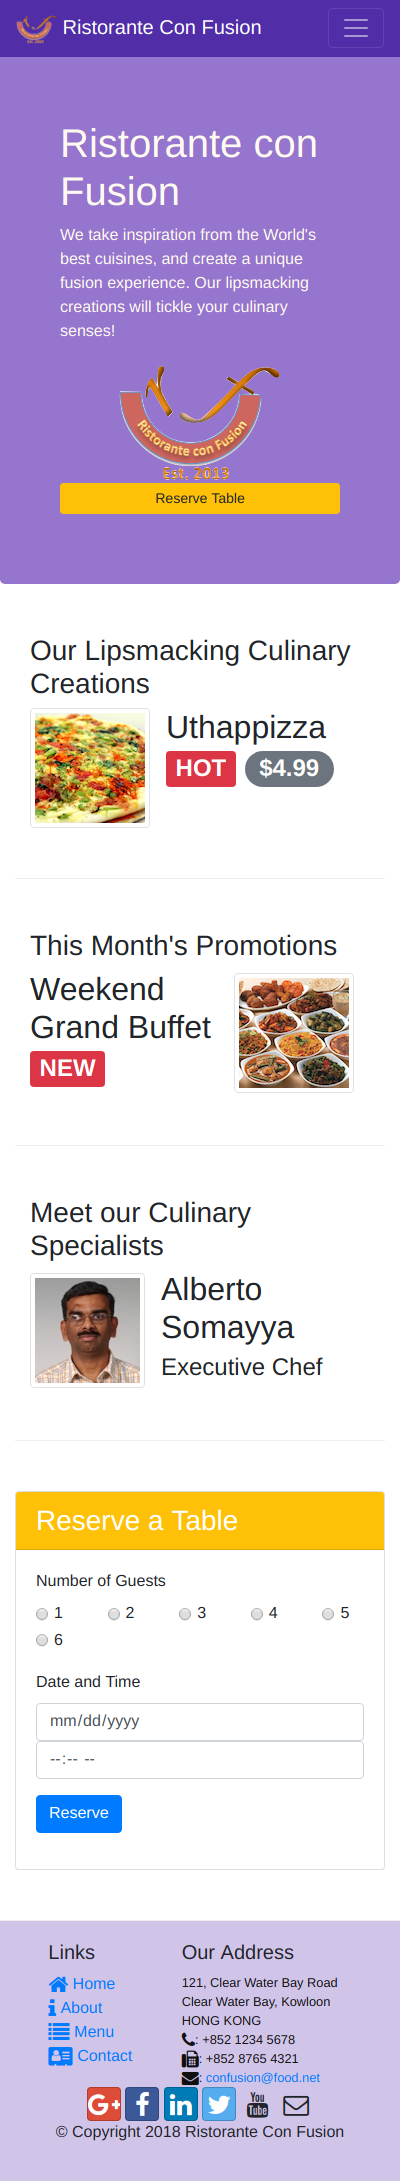 Ristorante Con Fusion
Ristorante con
Fusion
We take inspiration from the World's
best cuisines, and create a unique
fusion experience. Our lipsmacking
creations will tickle your culinary
senses!
Ristorante con Fusion
Est. 2013
Reserve Table
Our Lipsmacking Culinary
Creations
Uthappizza
HOT $4.99
This Month's Promotions
Weekend
Grand Buffet
NEW
Meet our Culinary
Specialists
Alberto
Somayya
Executive Chef
Reserve a Table
Number of Guests
1 2 3 4 5
6
Date and Time
mm/dd/yyyy
--:-- --
Reserve
Links
Home
About
Menu
Contact
Our Address
121, Clear Water Bay Road
Clear Water Bay, Kowloon
HONG KONG
: +852 1234 5678
: +852 8765 4321
: confusion@food.net
G+ f in You Tube
© Copyright 2018 Ristorante Con Fusion